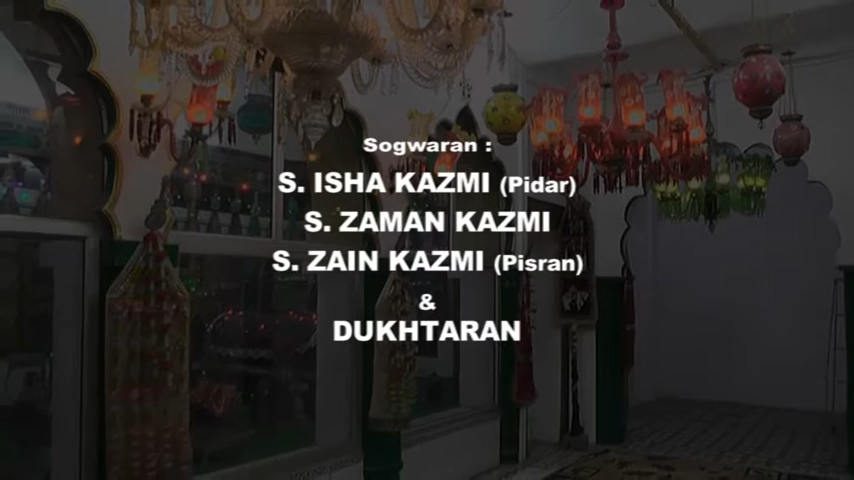 Sogwaran :
S. ISHA KAZMI (Pidar)
S. ZAMAN KAZMI
S. ZAIN KAZMI (Pisran)
&
DUKHTARAN